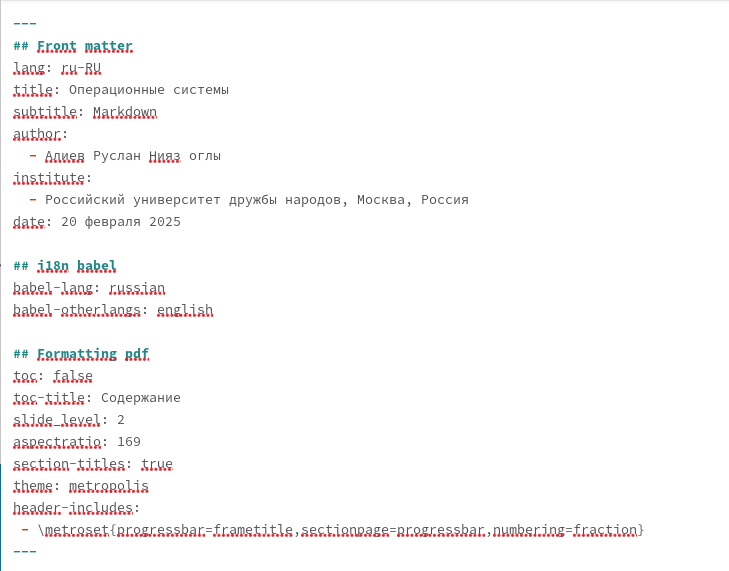 ---
## Front matter
lang: ru-RU
title: Операционные системы
subtitle: Markdown
author:
  - Алиев Руслан Нияз оглы
institute:
  - Российский университет дружбы народов, Москва, Россия
date: 20 февраля 2025

## i18n babel
babel-lang: russian
babel-otherlangs: english

## Formatting pdf
toc: false
toc-title: Содержание
slide_level: 2
aspectratio: 169
section-titles: true
theme: metropolis
header-includes:
 - \metroset{progressbar=frametitle,sectionpage=progressbar,numbering=fraction}
---